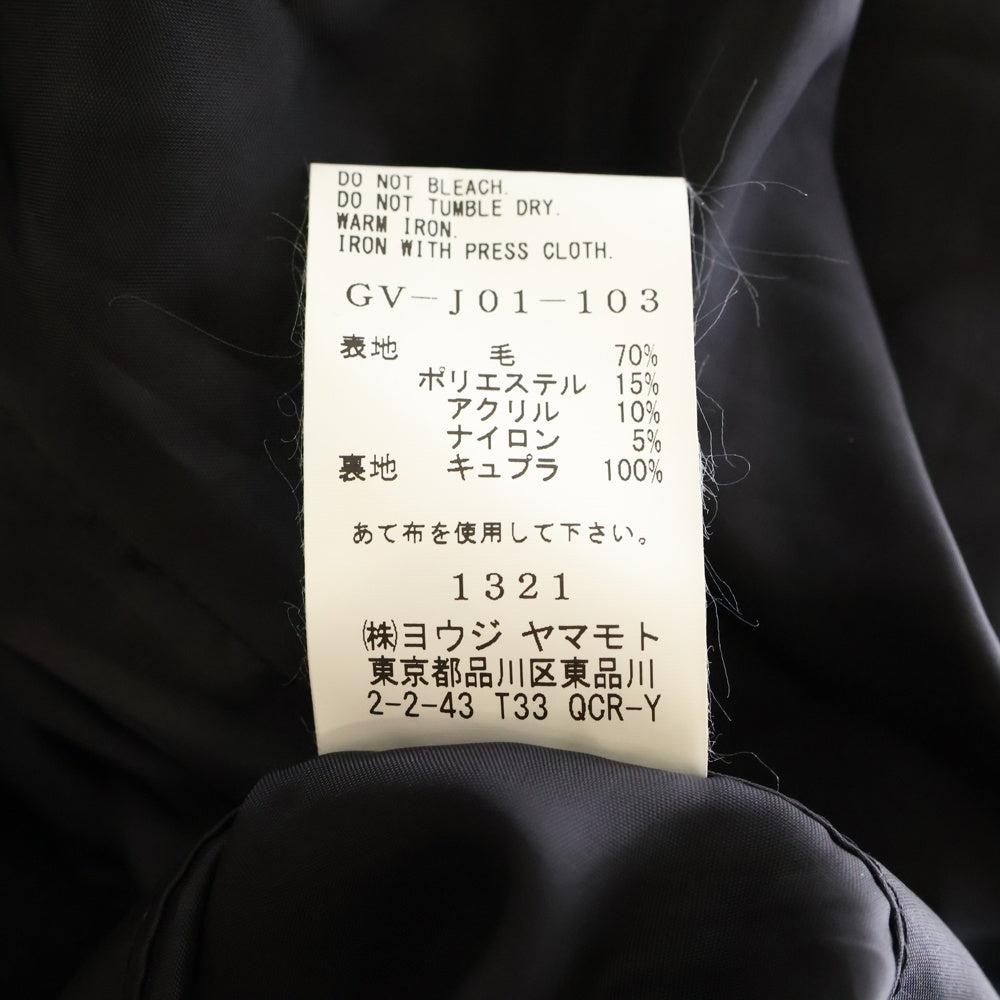 DO NOT BLEACH.
DO NOT TUMBLE DRY.
WARM IRON.
IRON WITH PRESS CLOTH.
GV-J01-103
表地 毛 70%
ポリエステル 15%
アクリル 10%
ナイロン 5%
裏地 キュプラ 100%
あて布を使用して下さい。
1321
㈱ヨウジ ヤマモト
東京都品川区東品川
2-2-43 T33 QCR-Y